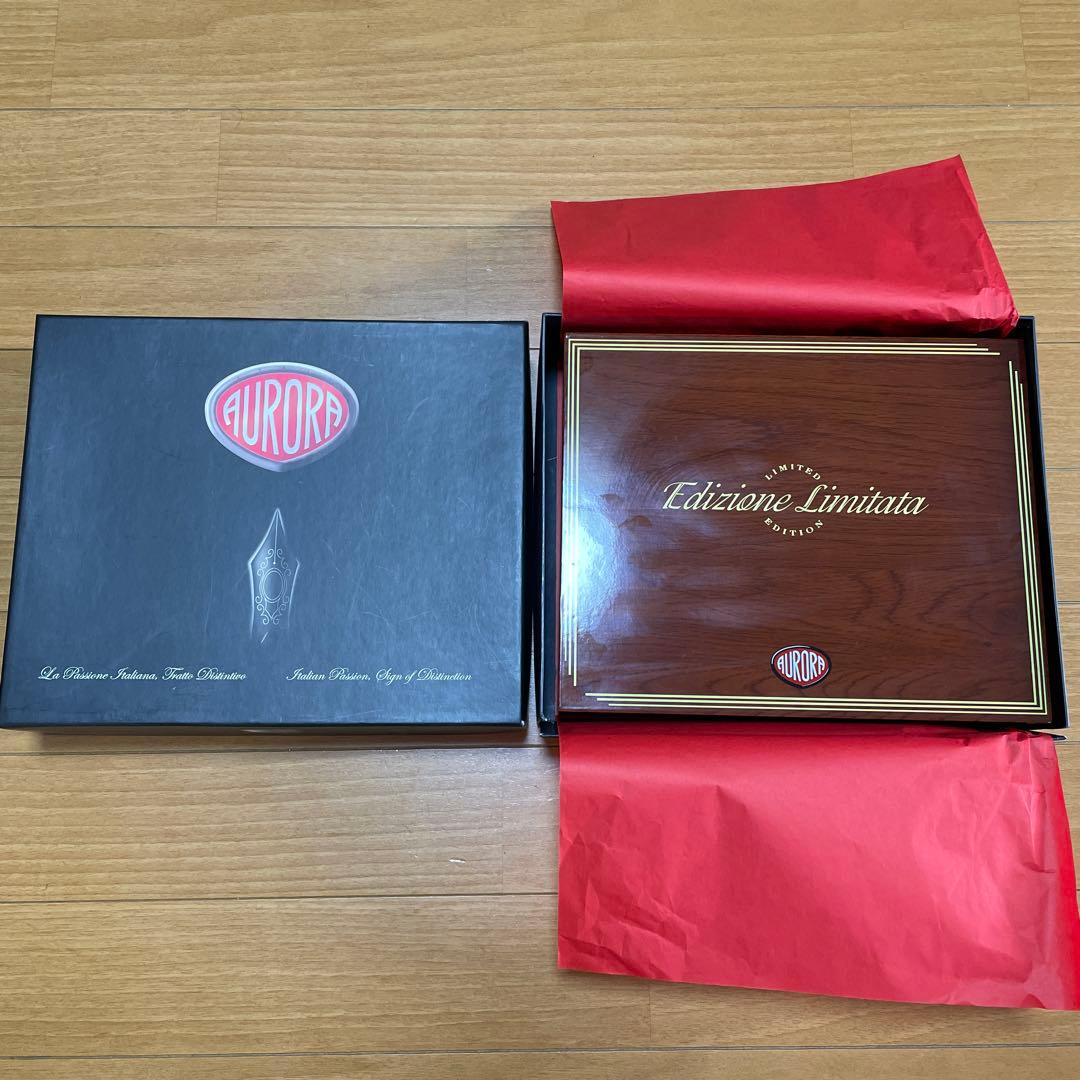 AURORA
La Passione Italiana, Tratto Distintivo
Italian Passion, Sign of Distinction
LIMITED
Edizione Limitata
EDITION
AURORA